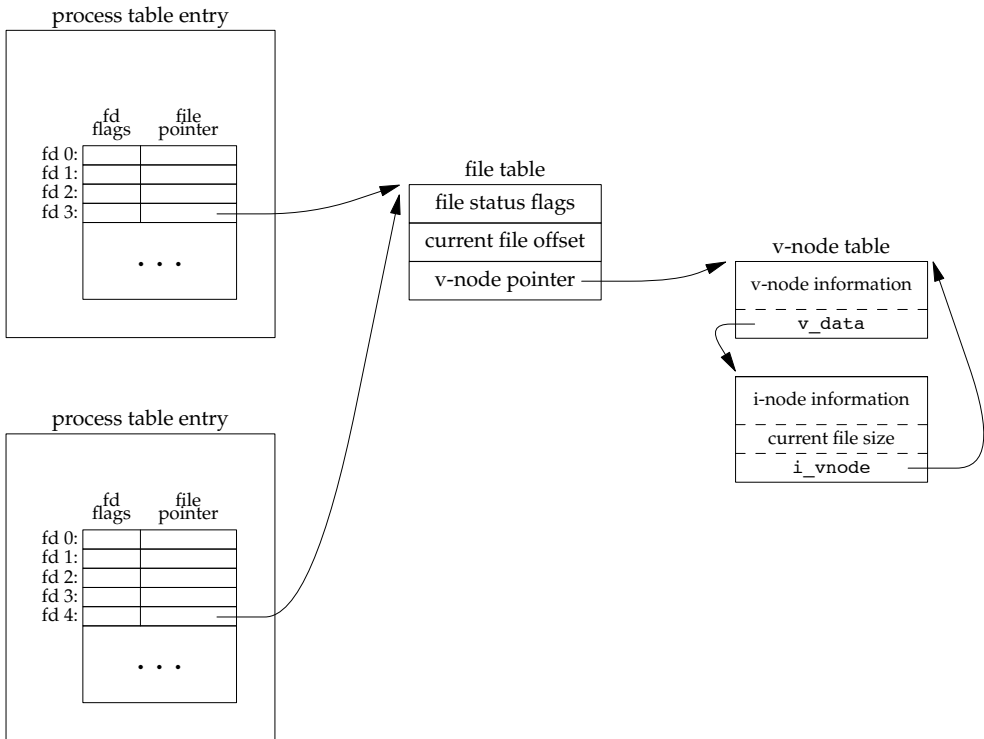 process table entry
fd flags
file pointer
fd 0:
fd 1:
fd 2:
fd 3:
. . .
process table entry
fd flags
file pointer
fd 0:
fd 1:
fd 2:
fd 3:
fd 4:
. . .
file table
file status flags
current file offset
v-node pointer
v-node table
v-node information
v_data
i-node information
current file size
i_vnode